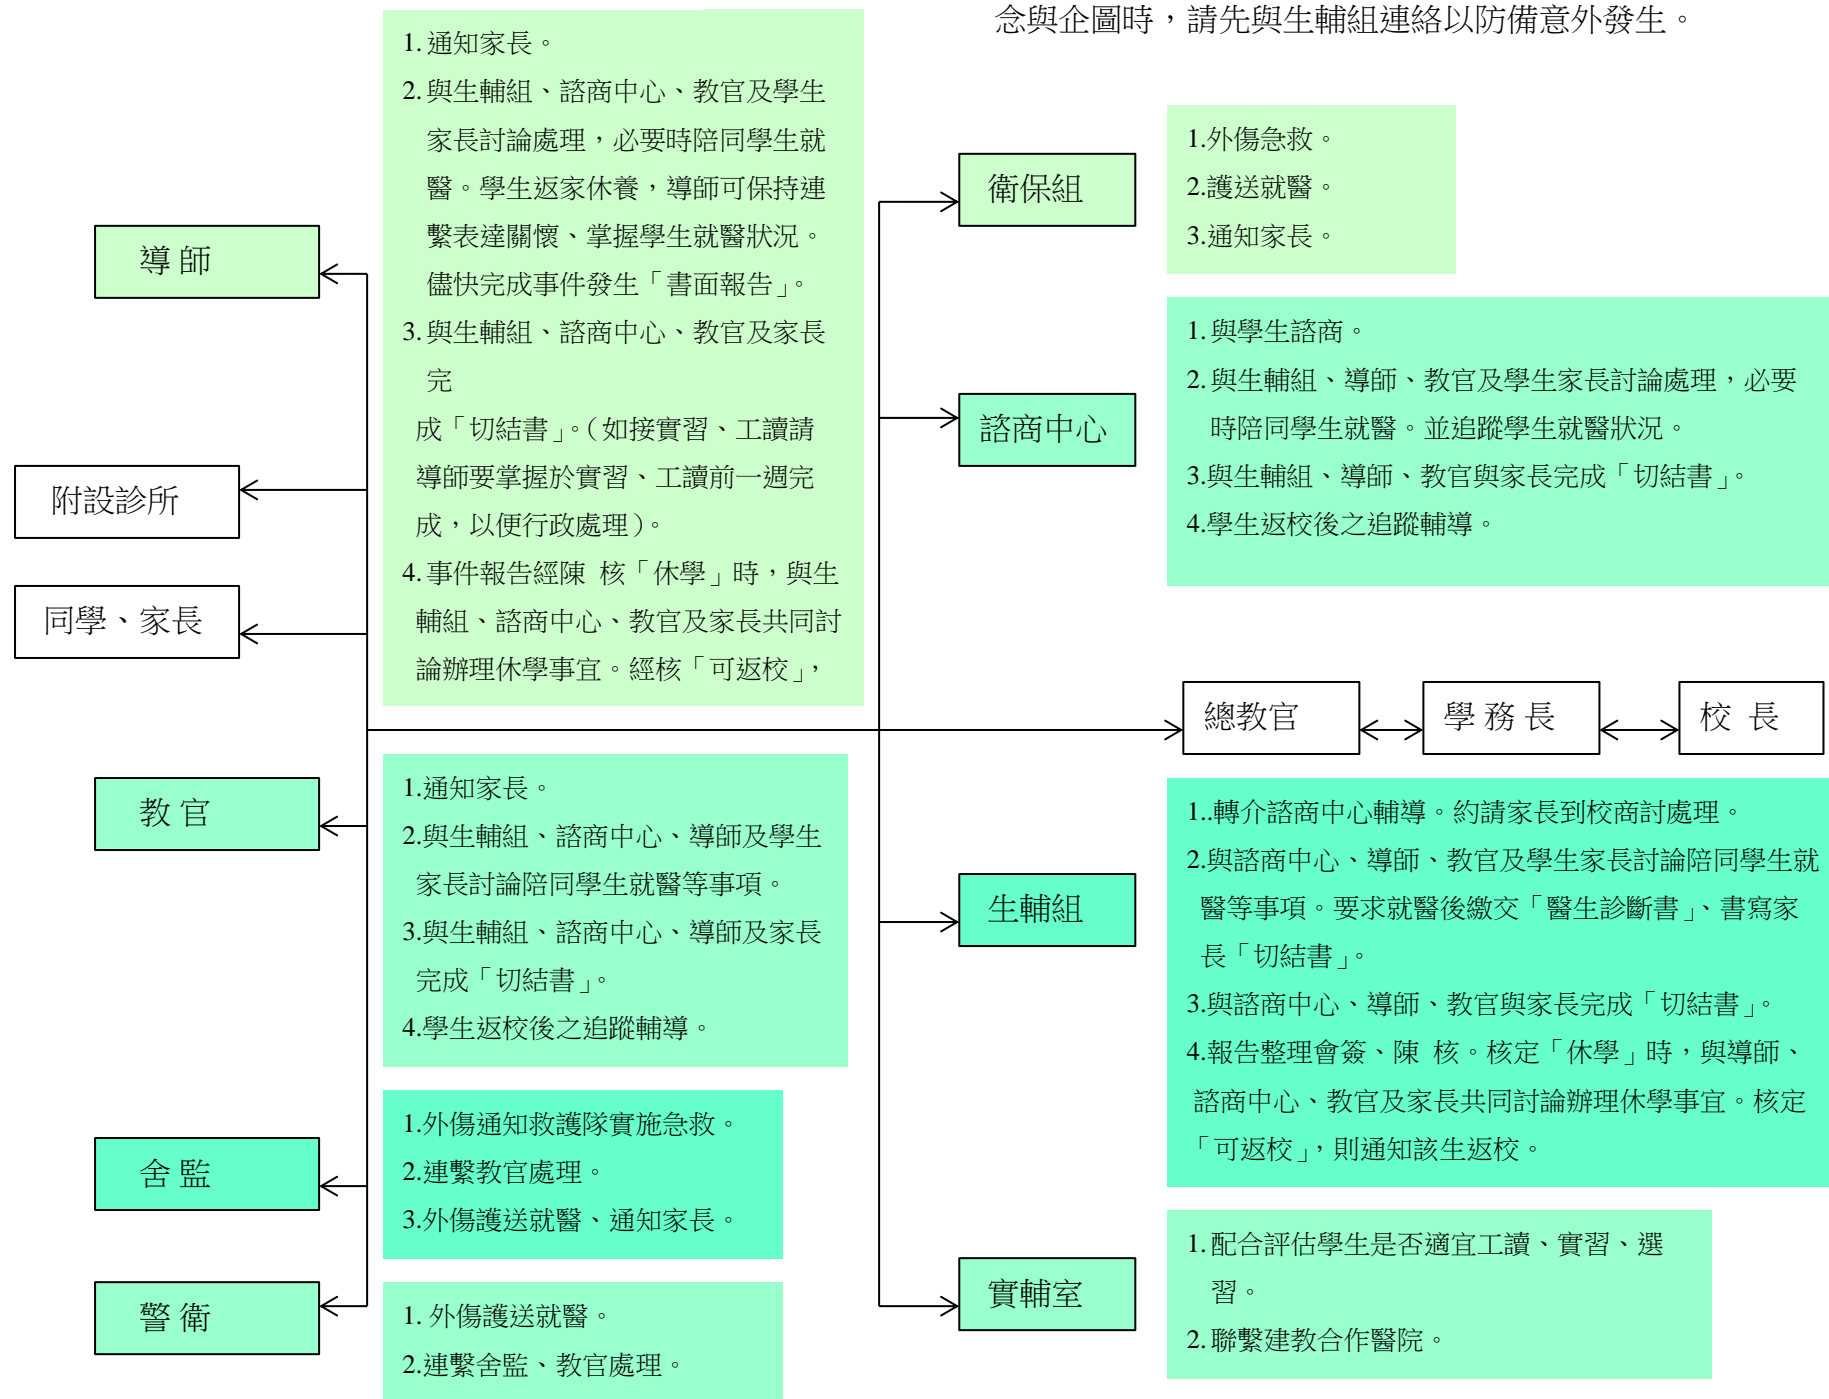 念與企圖時，請先與生輔組連絡以防備意外發生。
1. 通知家長。
2. 與生輔組、諮商中心、教官及學生
家長討論處理，必要時陪同學生就
醫。學生返家休養，導師可保持連
繫表達關懷、掌握學生就醫狀況。
儘快完成事件發生「書面報告」。
3. 與生輔組、諮商中心、教官及家長
完
成「切結書」。（如接實習、工讀請
導師要掌握於實習、工讀前一週完
成，以便行政處理）。
4. 事件報告經陳 核「休學」時，與生
輔組、諮商中心、教官及家長共同討
論辦理休學事宜。經核「可返校」，
導 師
附設診所
同學、家長
衛保組
1.外傷急救。
2.護送就醫。
3.通知家長。
諮商中心
1. 與學生諮商。
2. 與生輔組、導師、教官及學生家長討論處理，必要
時陪同學生就醫。並追蹤學生就醫狀況。
3.與生輔組、導師、教官與家長完成「切結書」。
4.學生返校後之追蹤輔導。
總教官
學 務 長
校 長
教 官
1.通知家長。
2.與生輔組、諮商中心、導師及學生
家長討論陪同學生就醫等事項。
3.與生輔組、諮商中心、導師及家長
完成「切結書」。
4.學生返校後之追蹤輔導。
生輔組
1..轉介諮商中心輔導。約請家長到校商討處理。
2.與諮商中心、導師、教官及學生家長討論陪同學生就
醫等事項。要求就醫後繳交「醫生診斷書」、書寫家
長「切結書」。
3.與諮商中心、導師、教官與家長完成「切結書」。
4.報告整理會簽、陳 核。核定「休學」時，與導師、
諮商中心、教官及家長共同討論辦理休學事宜。核定
「可返校」，則通知該生返校。
舍 監
1.外傷通知救護隊實施急救。
2.連繫教官處理。
3.外傷護送就醫、通知家長。
警 衛
1. 外傷護送就醫。
2.連繫舍監、教官處理。
實輔室
1. 配合評估學生是否適宜工讀、實習、選
習。
2. 聯繫建教合作醫院。